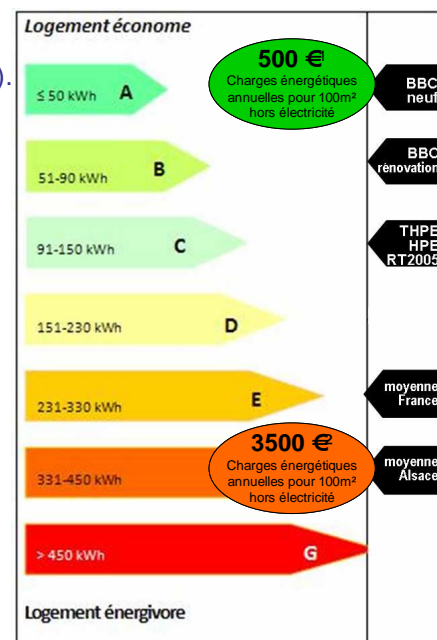 Logement économe
).
500 €
Charges énergétiques
annuelles pour 100m²
hors électricité
≤ 50 kWh A
BBC
neuf
51-90 kWh B
BBC
rénovation
91-150 kWh C
THPE
HPE
RT2005
151-230 kWh D
231-330 kWh E
moyenne
France
3500 €
Charges énergétiques
annuelles pour 100m²
hors électricité
331-450 kWh
moyenne
Alsace
> 450 kWh G
Logement énergivore